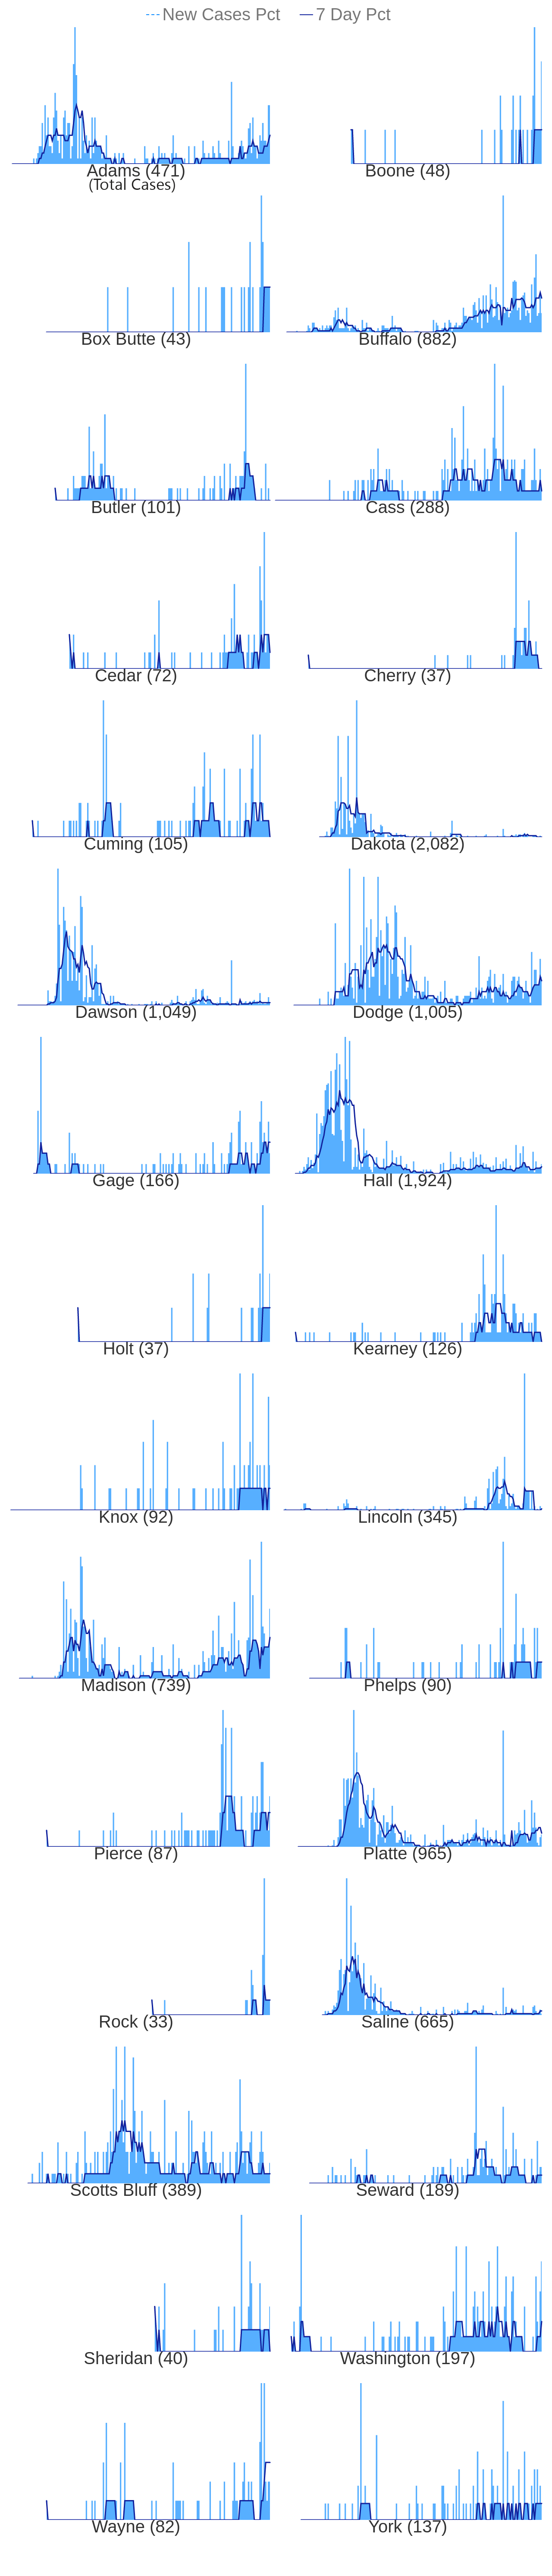 New Cases Pct 7 Day Pct
Adams (471) Boone (48)
(Total Cases)
Box Butte (43) Buffalo (882)
Butler (101) Cass (288)
Cedar (72) Cherry (37)
Cuming (105) Dakota (2,082)
Dawson (1,049) Dodge (1,005)
Gage (166) Hall (1,924)
Holt (37) Kearney (126)
Knox (92) Lincoln (345)
Madison (739) Phelps (90)
Pierce (87) Platte (965)
Rock (33) Saline (665)
Scotts Bluff (389) Seward (189)
Sheridan (40) Washington (197)
Wayne (82) York (137)